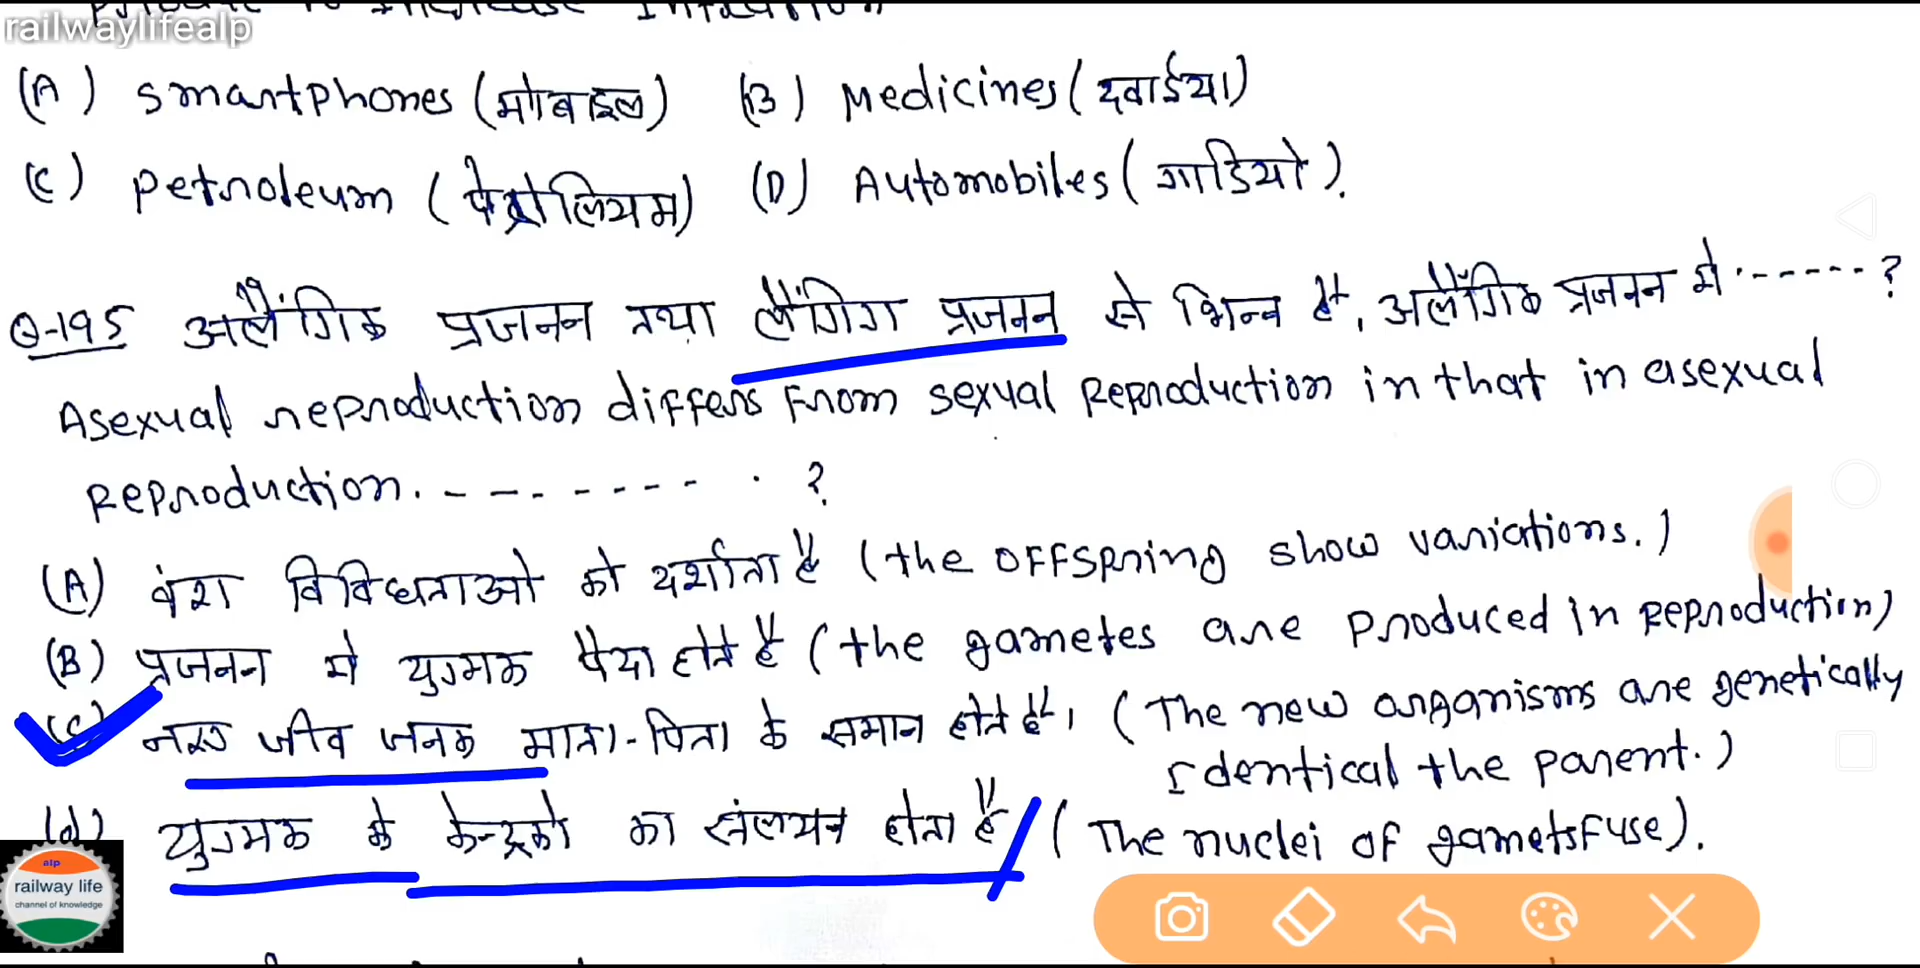 railwaylifealp
(A) smartphones (मोबाइल) (B) Medicines (दवाईया)
(C) petroleum (पेट्रोलियम) (D) Automobiles (गाडियो).
Q-195 अलैंगिक प्रजनन तथा लैंगिग प्रजनन से भिन्न है, अलैंगिक प्रजनन मे ------?
Asexual reproduction differs From sexual Reproduction in that in asexual
Reproduction. - - - - - - - - . ?
(A) वंश विविधताओ को दर्शाता है (the OFFspring show variations.)
(B) प्रजनन मे युग्मक पैदा होते है (the gametes are produced in Reproduction)
(C) नए जीव जनक माता-पिता के समान होते है। (The new organisms are genetically
Identical the parent.)
(d) युग्मक के केन्द्रको का संलयन होता है (The nuclei of gametsFuse).
alp
railway life
channel of knowledge